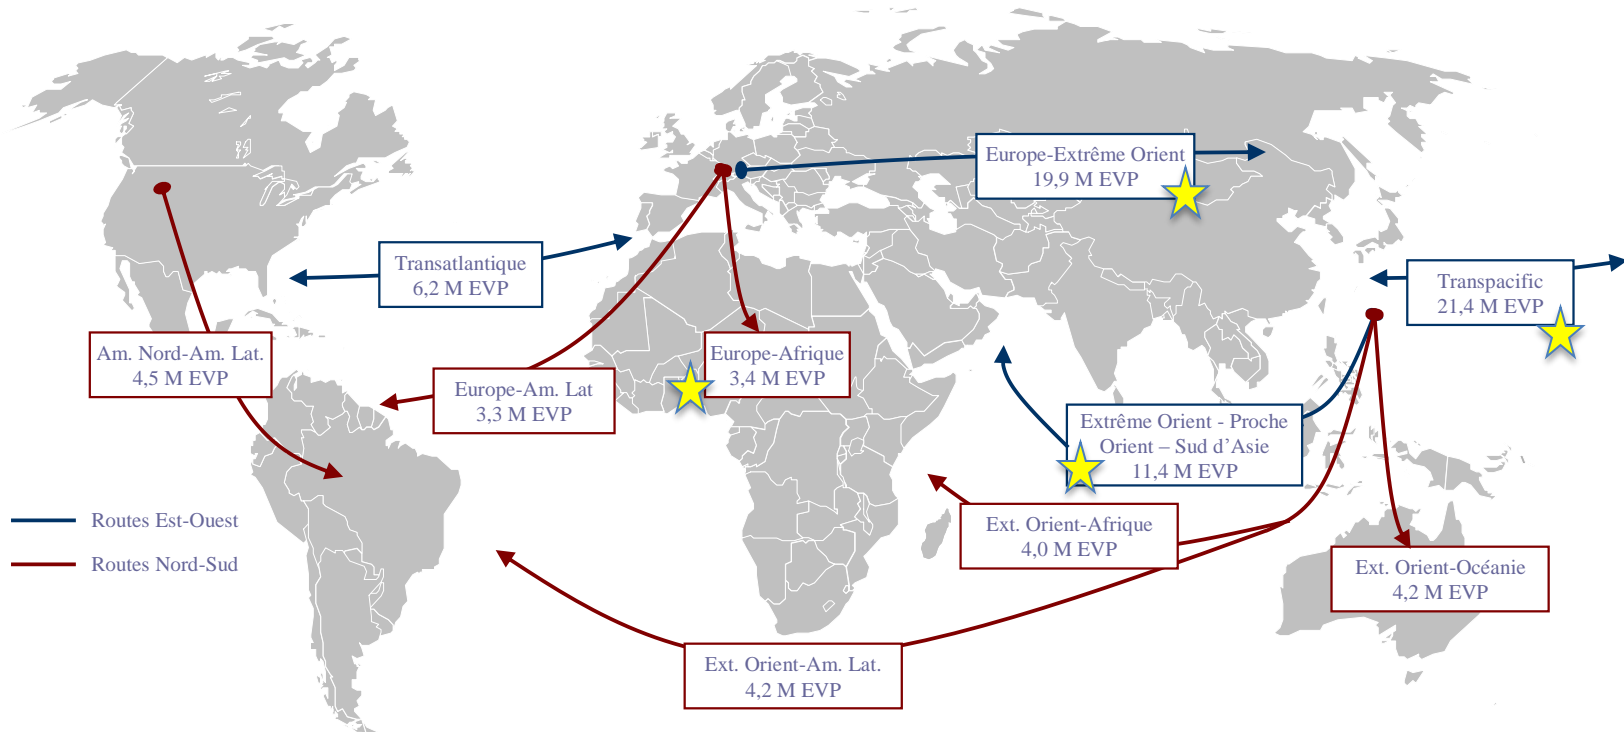 Europe-Extrême Orient
19,9 M EVP
Transatlantique
6,2 M EVP
Transpacific
21,4 M EVP
Am. Nord-Am. Lat.
4,5 M EVP
Europe-Am. Lat
3,3 M EVP
Europe-Afrique
3,4 M EVP
Extrême Orient - Proche
Orient – Sud d’Asie
11,4 M EVP
Routes Est-Ouest
Routes Nord-Sud
Ext. Orient-Afrique
4,0 M EVP
Ext. Orient-Océanie
4,2 M EVP
Ext. Orient-Am. Lat.
4,2 M EVP